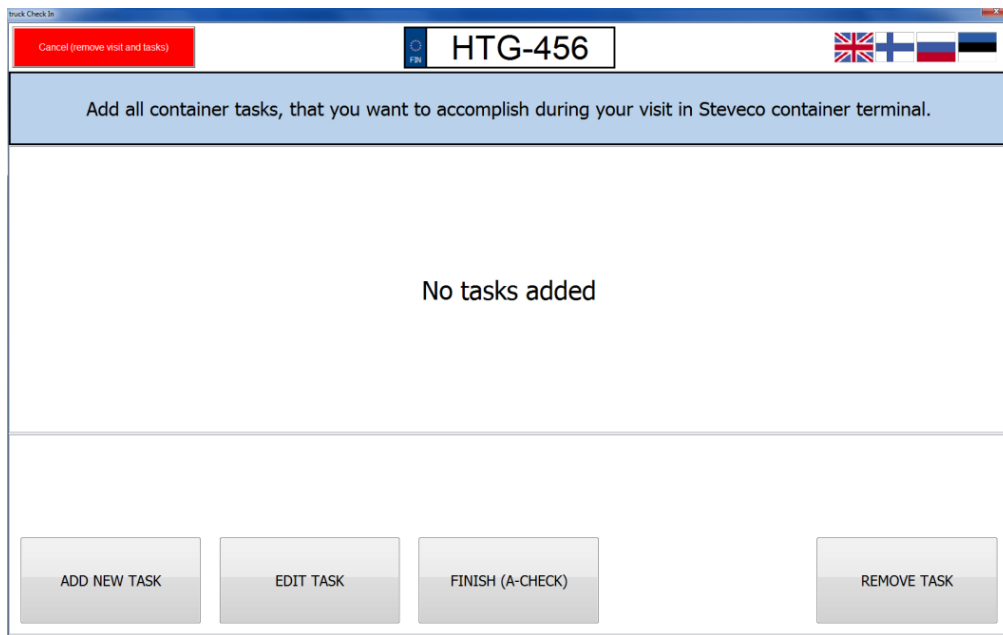 truck Check In
Cancel (remove visit and tasks)
FIN
HTG-456
Add all container tasks, that you want to accomplish during your visit in Steveco container terminal.
No tasks added
ADD NEW TASK
EDIT TASK
FINISH (A-CHECK)
REMOVE TASK